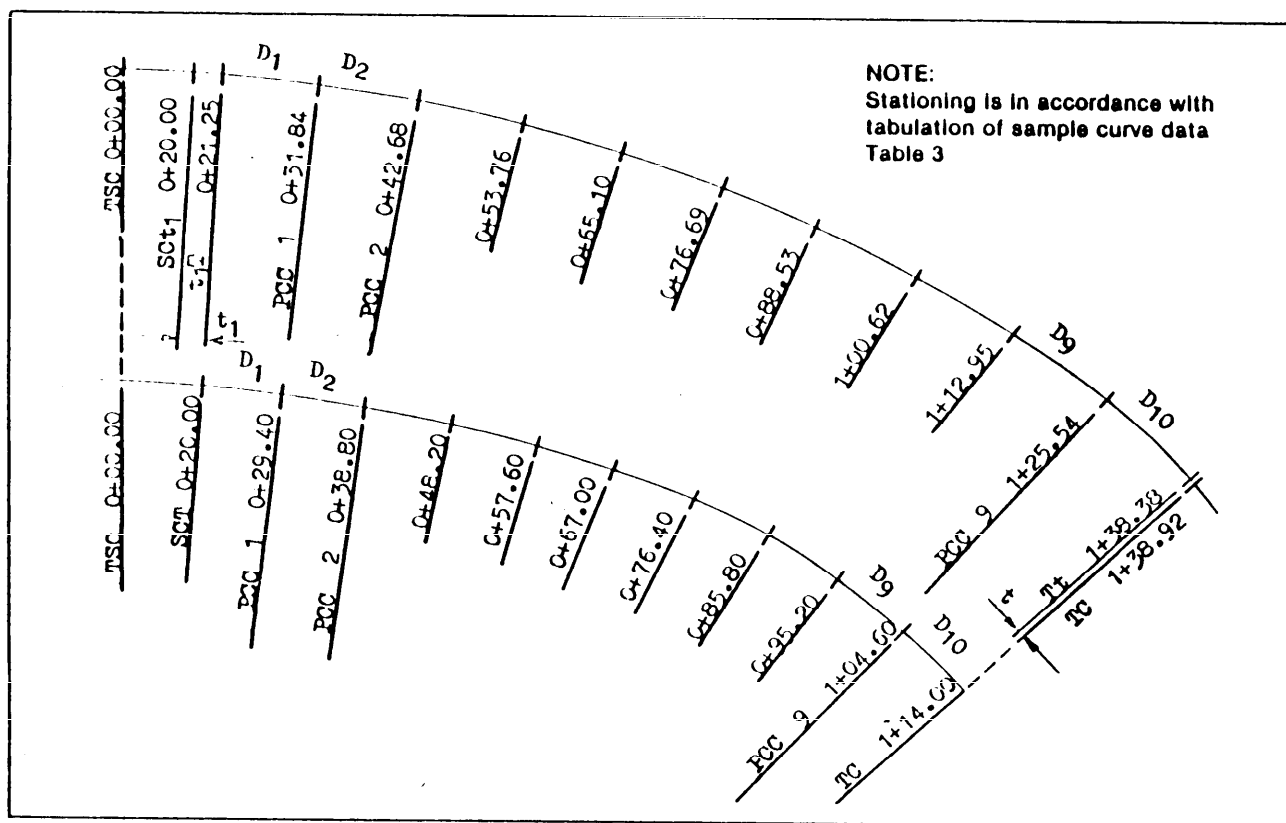 NOTE:
Stationing is in accordance with
tabulation of sample curve data
Table 3
D1
D2
TSC 0+00.00
SCt1 0+20.00
0+21.25
PCC 1 0+31.84
PCC 2 0+42.68
0+53.76
0+65.10
0+76.69
0+88.53
1+00.62
1+12.95
D9
PCC 9 1+25.54
D10
Tt 1+38.38
TC 1+38.92
t1
t
D1
D2
TSC 0+00.00
SCT 0+20.00
PCC 1 0+29.40
PCC 2 0+38.80
0+48.20
0+57.60
0+67.00
0+76.40
0+85.80
0+95.20
D9
PCC 9 1+04.60
D10
TC 1+14.00